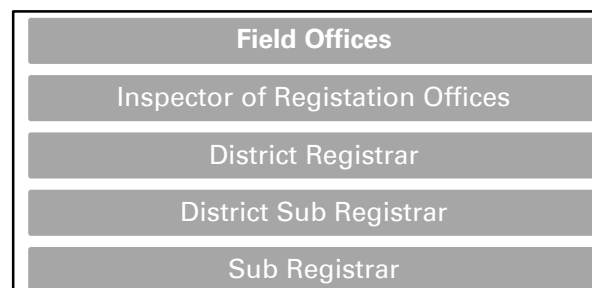 Field Offices
Inspector of Registation Offices
District Registrar
District Sub Registrar
Sub Registrar